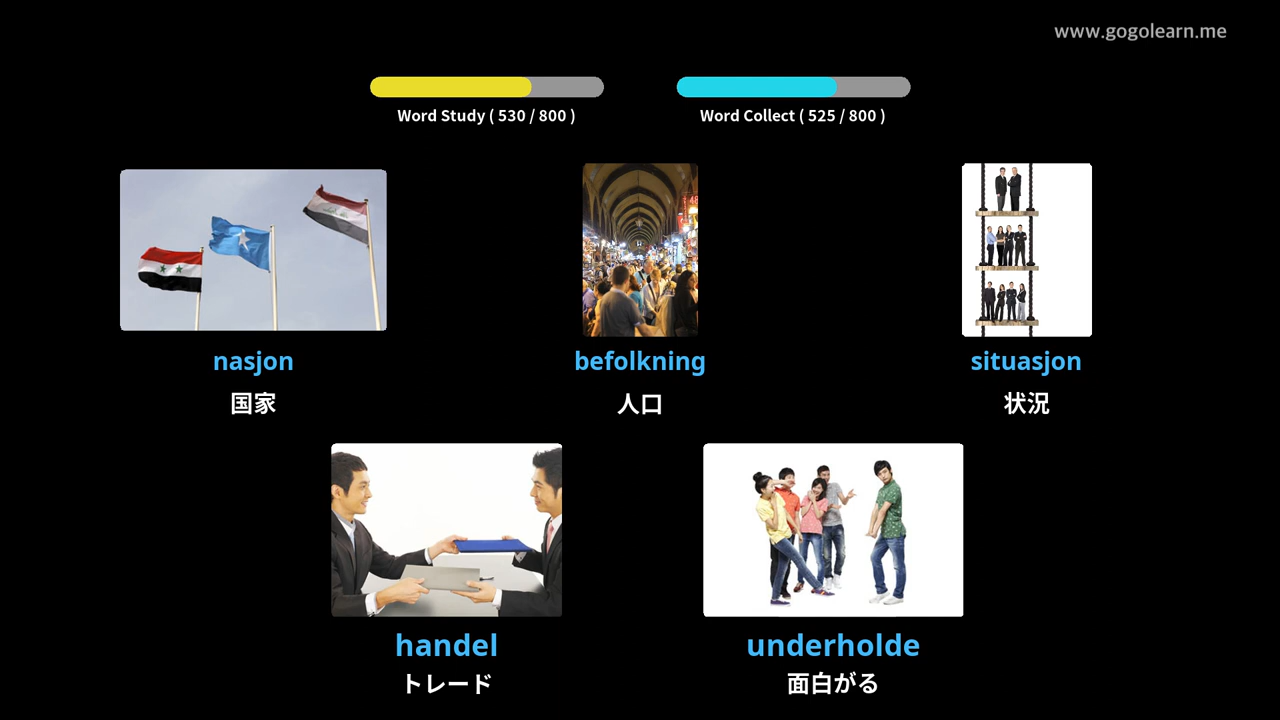 www.gogolearn.me
Word Study ( 530 / 800 )
Word Collect ( 525 / 800 )
nasjon
国家
befolkning
人口
situasjon
状況
handel
トレード
underholde
面白がる